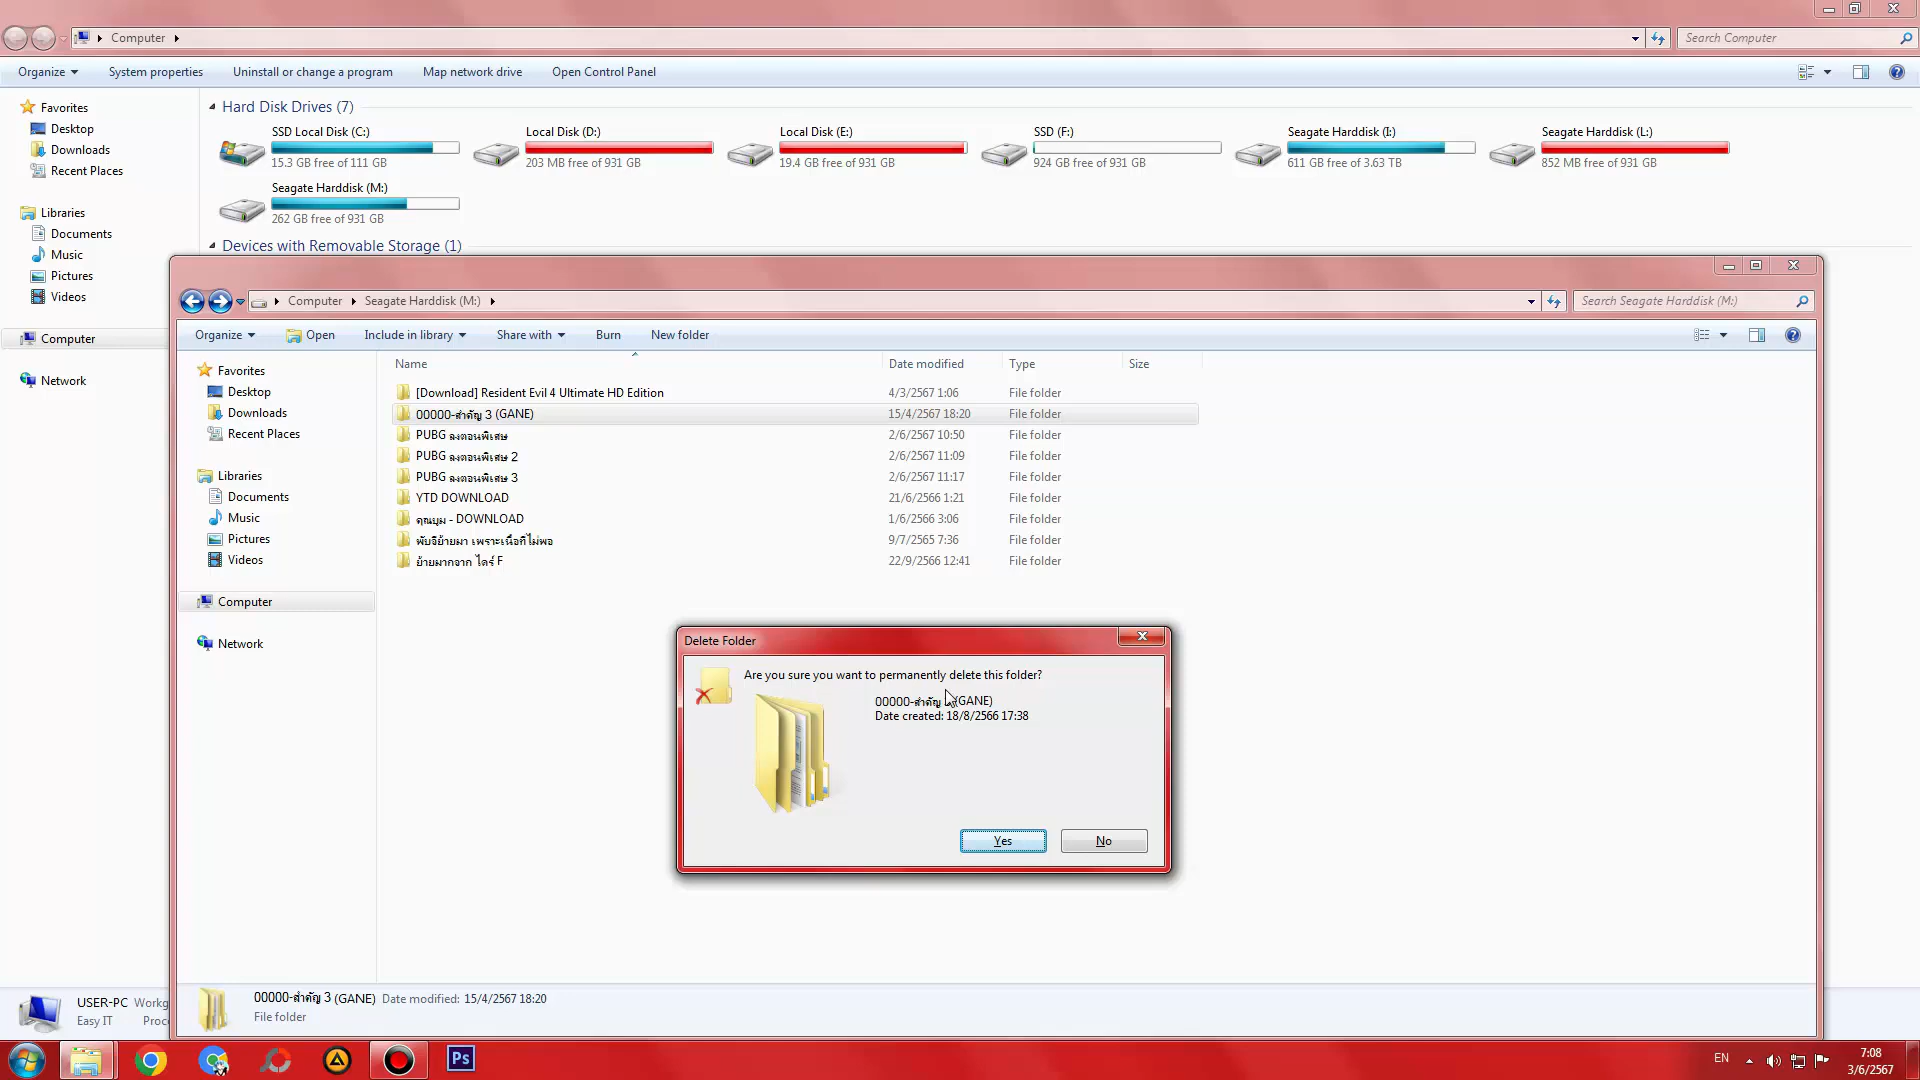 Computer
Search Computer
Organize System properties Uninstall or change a program Map network drive Open Control Panel
Favorites
Desktop
Downloads
Recent Places
Libraries
Documents
Music
Pictures
Videos
Computer
Network
Hard Disk Drives (7)
SSD Local Disk (C:)
15.3 GB free of 111 GB
Local Disk (D:)
203 MB free of 931 GB
Local Disk (E:)
19.4 GB free of 931 GB
SSD (F:)
924 GB free of 931 GB
Seagate Harddisk (I:)
611 GB free of 3.63 TB
Seagate Harddisk (L:)
852 MB free of 931 GB
Seagate Harddisk (M:)
262 GB free of 931 GB
Devices with Removable Storage (1)
Computer Seagate Harddisk (M:)
Search Seagate Harddisk (M:)
Organize Open Include in library Share with Burn New folder
Favorites
Desktop
Downloads
Recent Places
Libraries
Documents
Music
Pictures
Videos
Computer
Network
Name Date modified Type Size
[Download] Resident Evil 4 Ultimate HD Edition 4/3/2567 1:06 File folder
00000-สำคัญ 3 (GANE) 15/4/2567 18:20 File folder
PUBG ลงตอนพิเศษ 2/6/2567 10:50 File folder
PUBG ลงตอนพิเศษ 2 2/6/2567 11:09 File folder
PUBG ลงตอนพิเศษ 3 2/6/2567 11:17 File folder
YTD DOWNLOAD 21/6/2566 1:21 File folder
คุณบุม - DOWNLOAD 1/6/2566 3:06 File folder
พับจีย้ายมา เพราะเนื้อที่ไม่พอ 9/7/2565 7:36 File folder
ย้ายมาจาก ไดร์ F 22/9/2566 12:41 File folder
Delete Folder
Are you sure you want to permanently delete this folder?
00000-สำคัญ (GANE)
Date created: 18/8/2566 17:38
Yes No
00000-สำคัญ 3 (GANE) Date modified: 15/4/2567 18:20
File folder
USER-PC Workg
Easy IT Proc
Ps
EN
7:08
3/6/2567